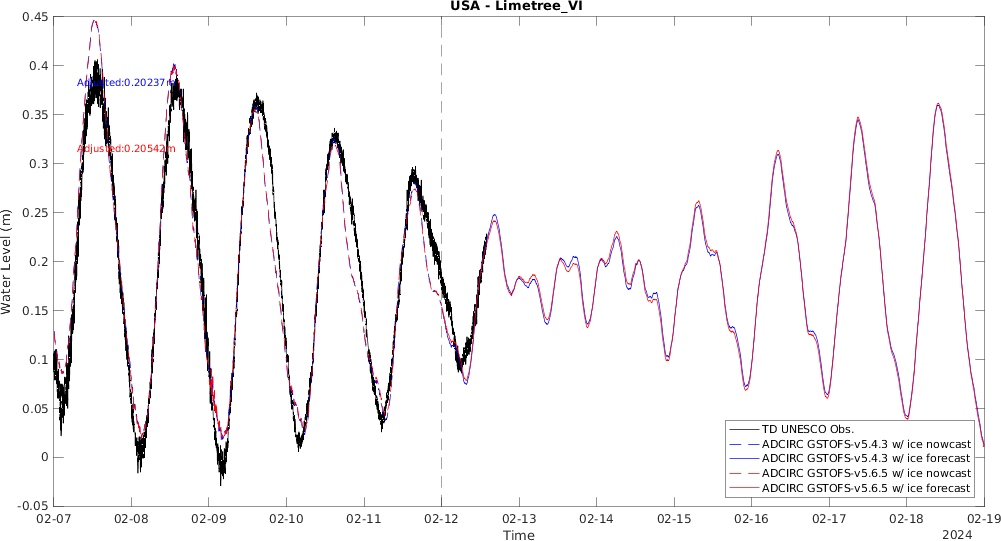 USA - Limetree_VI
0.45
0.4
0.35
0.3
0.25
0.2
0.15
0.1
0.05
0
-0.05
Water Level (m)
Adjusted:0.20237m
Adjusted:0.20542m
TD UNESCO Obs.
ADCIRC GSTOFS-v5.4.3 w/ ice nowcast
ADCIRC GSTOFS-v5.4.3 w/ ice forecast
ADCIRC GSTOFS-v5.6.5 w/ ice nowcast
ADCIRC GSTOFS-v5.6.5 w/ ice forecast
02-07 02-08 02-09 02-10 02-11 02-12 02-13 02-14 02-15 02-16 02-17 02-18 02-19
Time
2024